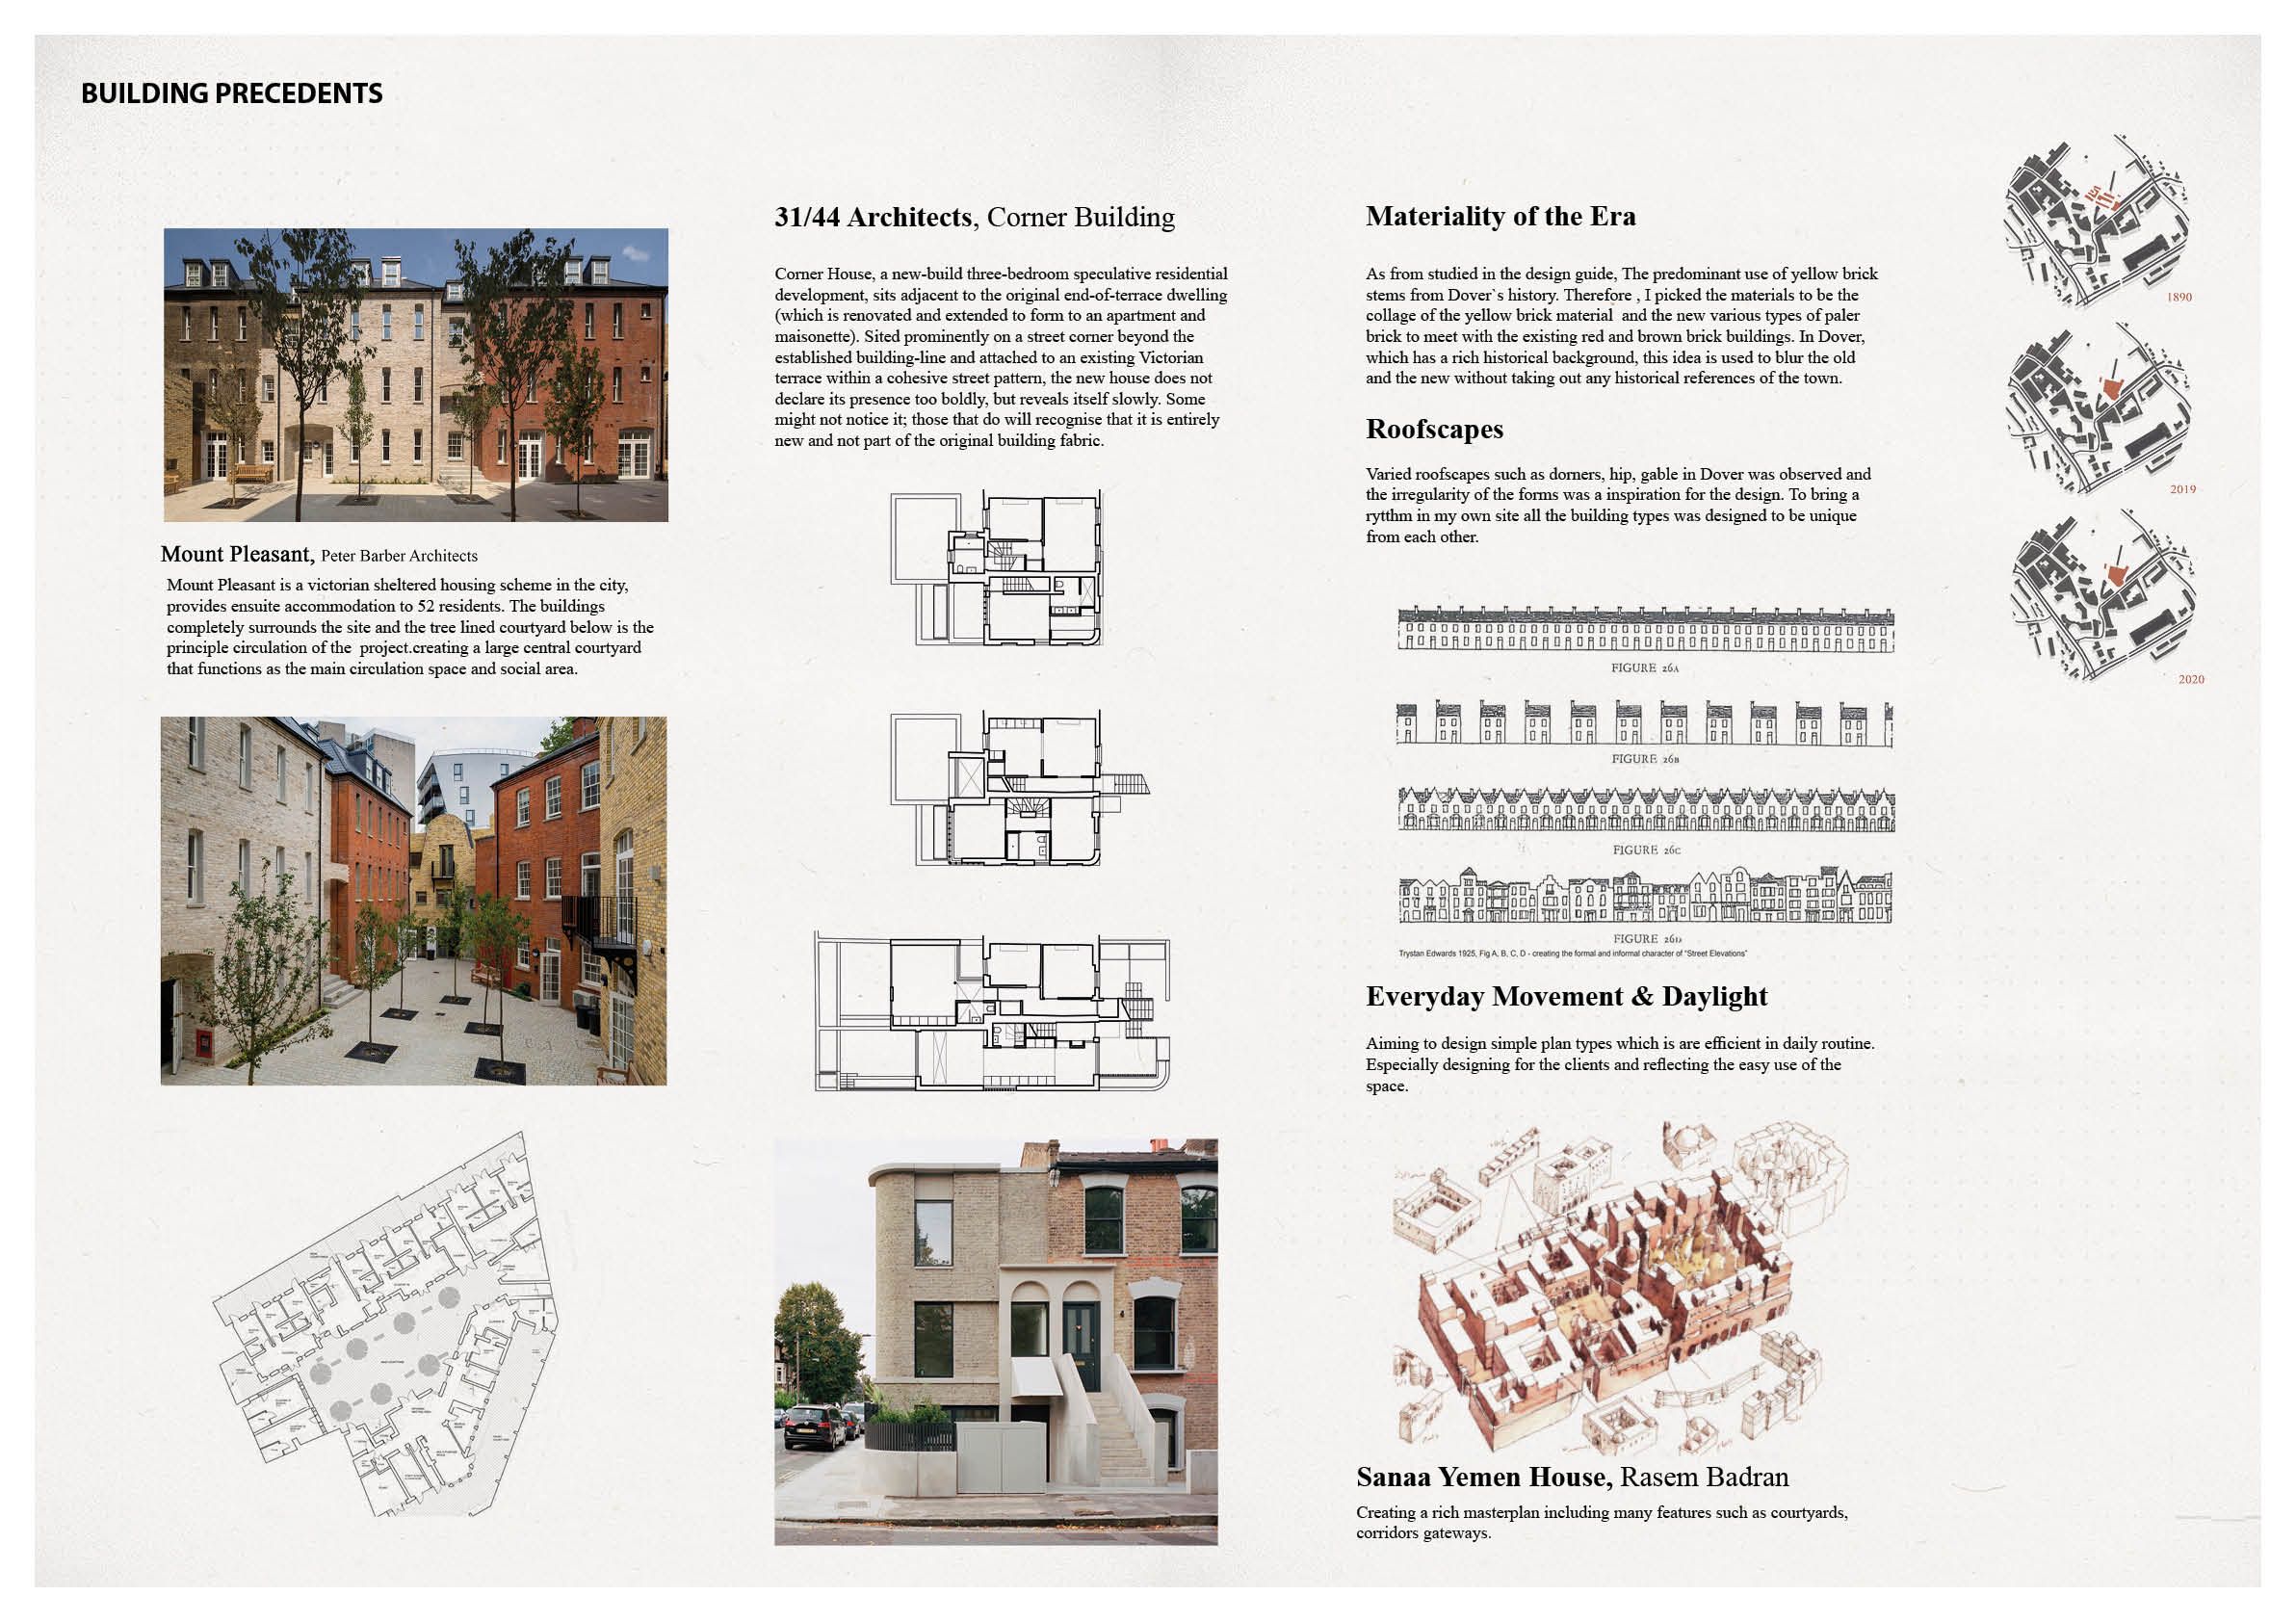 BUILDING PRECEDENTS
Mount Pleasant, Peter Barber Architects
Mount Pleasant is a victorian sheltered housing scheme in the city,
provides ensuite accommodation to 52 residents. The buildings
completely surrounds the site and the tree lined courtyard below is the
principle circulation of the project.creating a large central courtyard
that functions as the main circulation space and social area.
31/44 Architects, Corner Building
Corner House, a new-build three-bedroom speculative residential
development, sits adjacent to the original end-of-terrace dwelling
(which is renovated and extended to form to an apartment and
maisonette). Sited prominently on a street corner beyond the
established building-line and attached to an existing Victorian
terrace within a cohesive street pattern, the new house does not
declare its presence too boldly, but reveals itself slowly. Some
might not notice it; those that do will recognise that it is entirely
new and not part of the original building fabric.
Materiality of the Era
As from studied in the design guide, The predominant use of yellow brick
stems from Dover`s history. Therefore , I picked the materials to be the
collage of the yellow brick material and the new various types of paler
brick to meet with the existing red and brown brick buildings. In Dover,
which has a rich historical background, this idea is used to blur the old
and the new without taking out any historical references of the town.
Roofscapes
Varied roofscapes such as dorners, hip, gable in Dover was observed and
the irregularity of the forms was a inspiration for the design. To bring a
rytthm in my own site all the building types was designed to be unique
from each other.
FIGURE 26A
FIGURE 26B
FIGURE 26C
FIGURE 26D
Trystan Edwards 1925, Fig A, B, C, D - creating the formal and informal character of "Street Elevations"
Everyday Movement & Daylight
Aiming to design simple plan types which is are efficient in daily routine.
Especially designing for the clients and reflecting the easy use of the
space.
Sanaa Yemen House, Rasem Badran
Creating a rich masterplan including many features such as courtyards,
corridors gateways.
1890
2019
2020